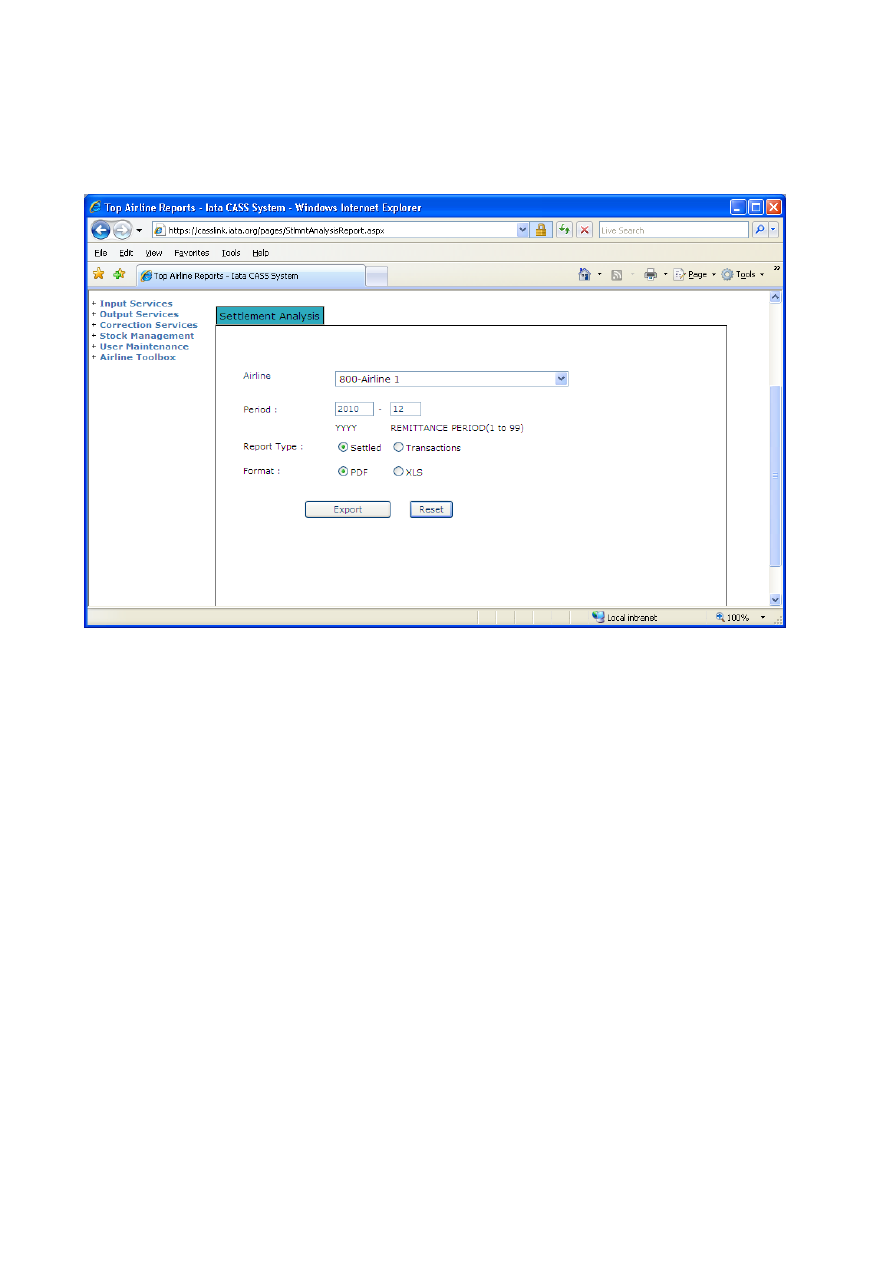 Top Airline Reports - Iata CASS System - Windows Internet Explorer
https://casslink.iata.org/pages/StlmntAnalysisReport.aspx
Live Search
File Edit View Favorites Tools Help
Top Airline Reports - Iata CASS System
Page
Tools
+ Input Services
+ Output Services
+ Correction Services
+ Stock Management
+ User Maintenance
+ Airline Toolbox
Settlement Analysis
Airline
800-Airline 1
Period :
2010 - 12
YYYY REMITTANCE PERIOD(1 to 99)
Report Type : Settled Transactions
Format : PDF XLS
Export Reset
Local intranet
100%